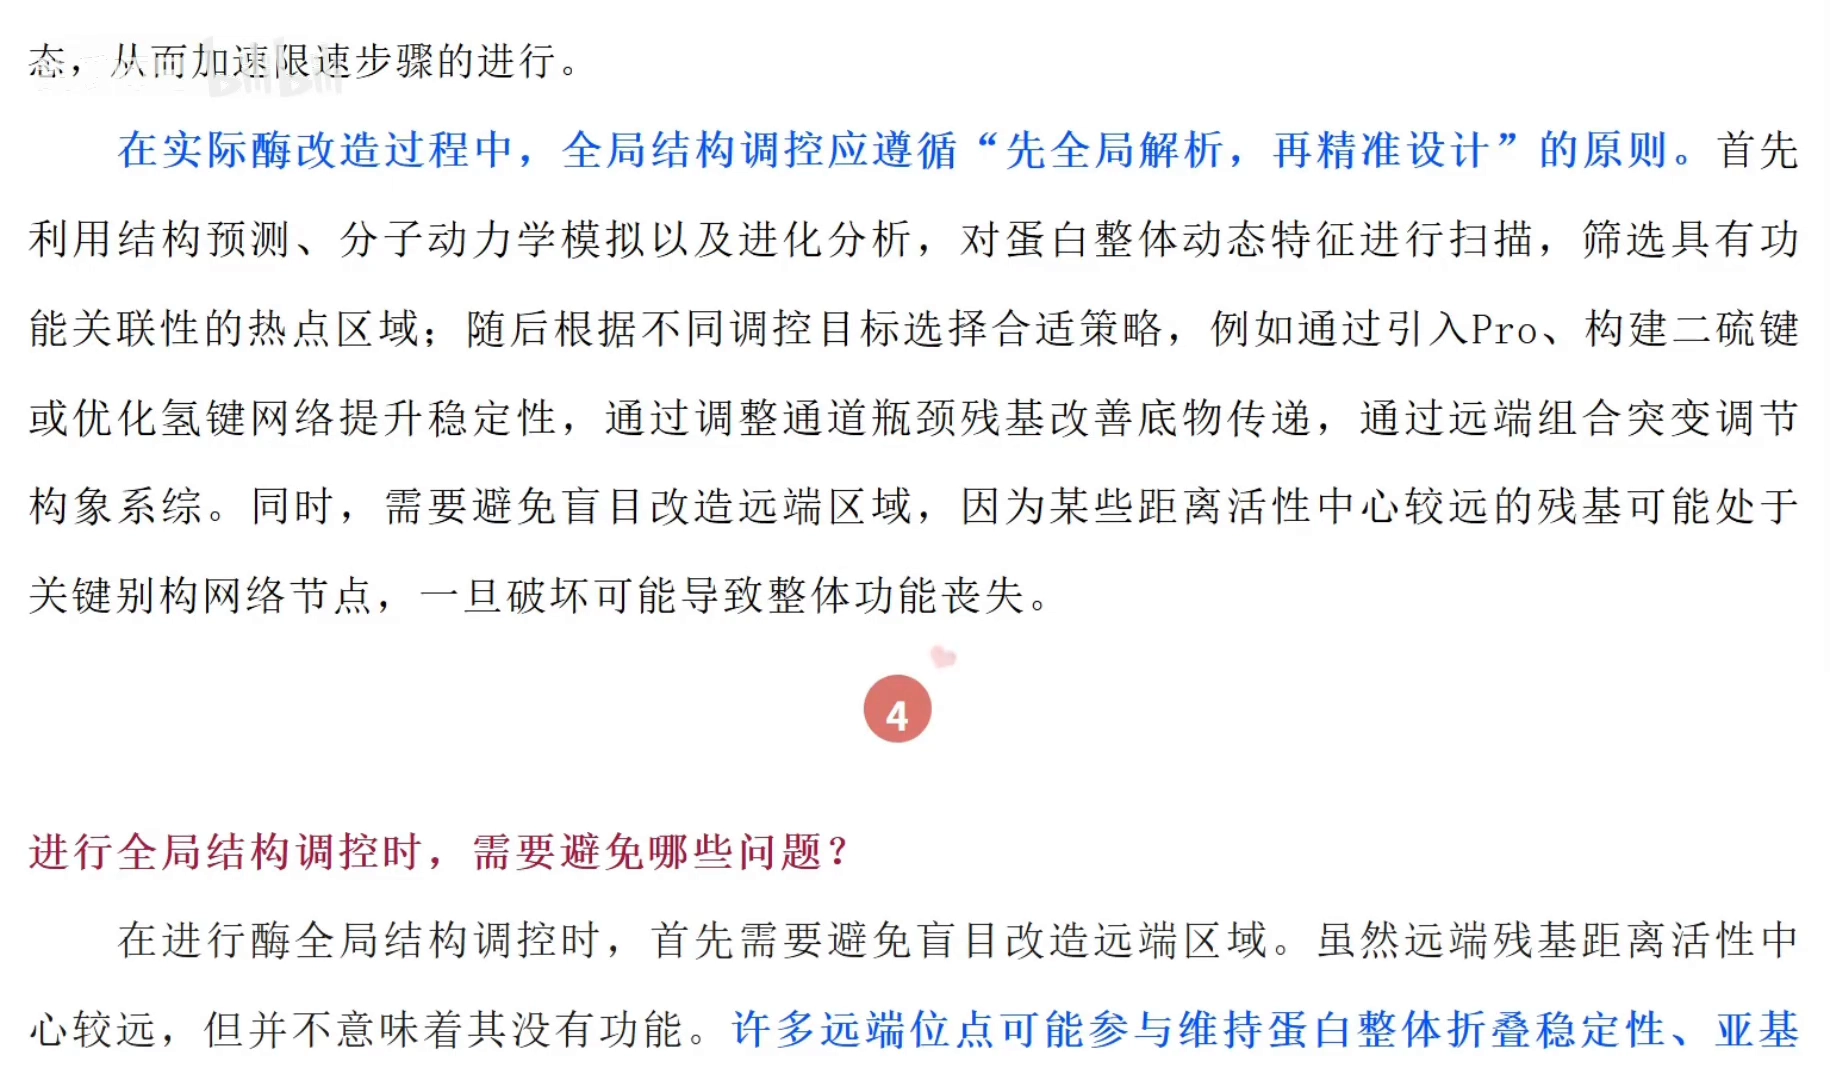 态，从而加速限速步骤的进行。
bilibili
在实际酶改造过程中，全局结构调控应遵循“先全局解析，再精准设计”的原则。首先
利用结构预测、分子动力学模拟以及进化分析，对蛋白整体动态特征进行扫描，筛选具有功
能关联性的热点区域；随后根据不同调控目标选择合适策略，例如通过引入Pro、构建二硫键
或优化氢键网络提升稳定性，通过调整通道瓶颈残基改善底物传递，通过远端组合突变调节
构象系综。同时，需要避免盲目改造远端区域，因为某些距离活性中心较远的残基可能处于
关键别构网络节点，一旦破坏可能导致整体功能丧失。
4
进行全局结构调控时，需要避免哪些问题？
在进行酶全局结构调控时，首先需要避免盲目改造远端区域。虽然远端残基距离活性中
心较远，但并不意味着其没有功能。许多远端位点可能参与维持蛋白整体折叠稳定性、亚基